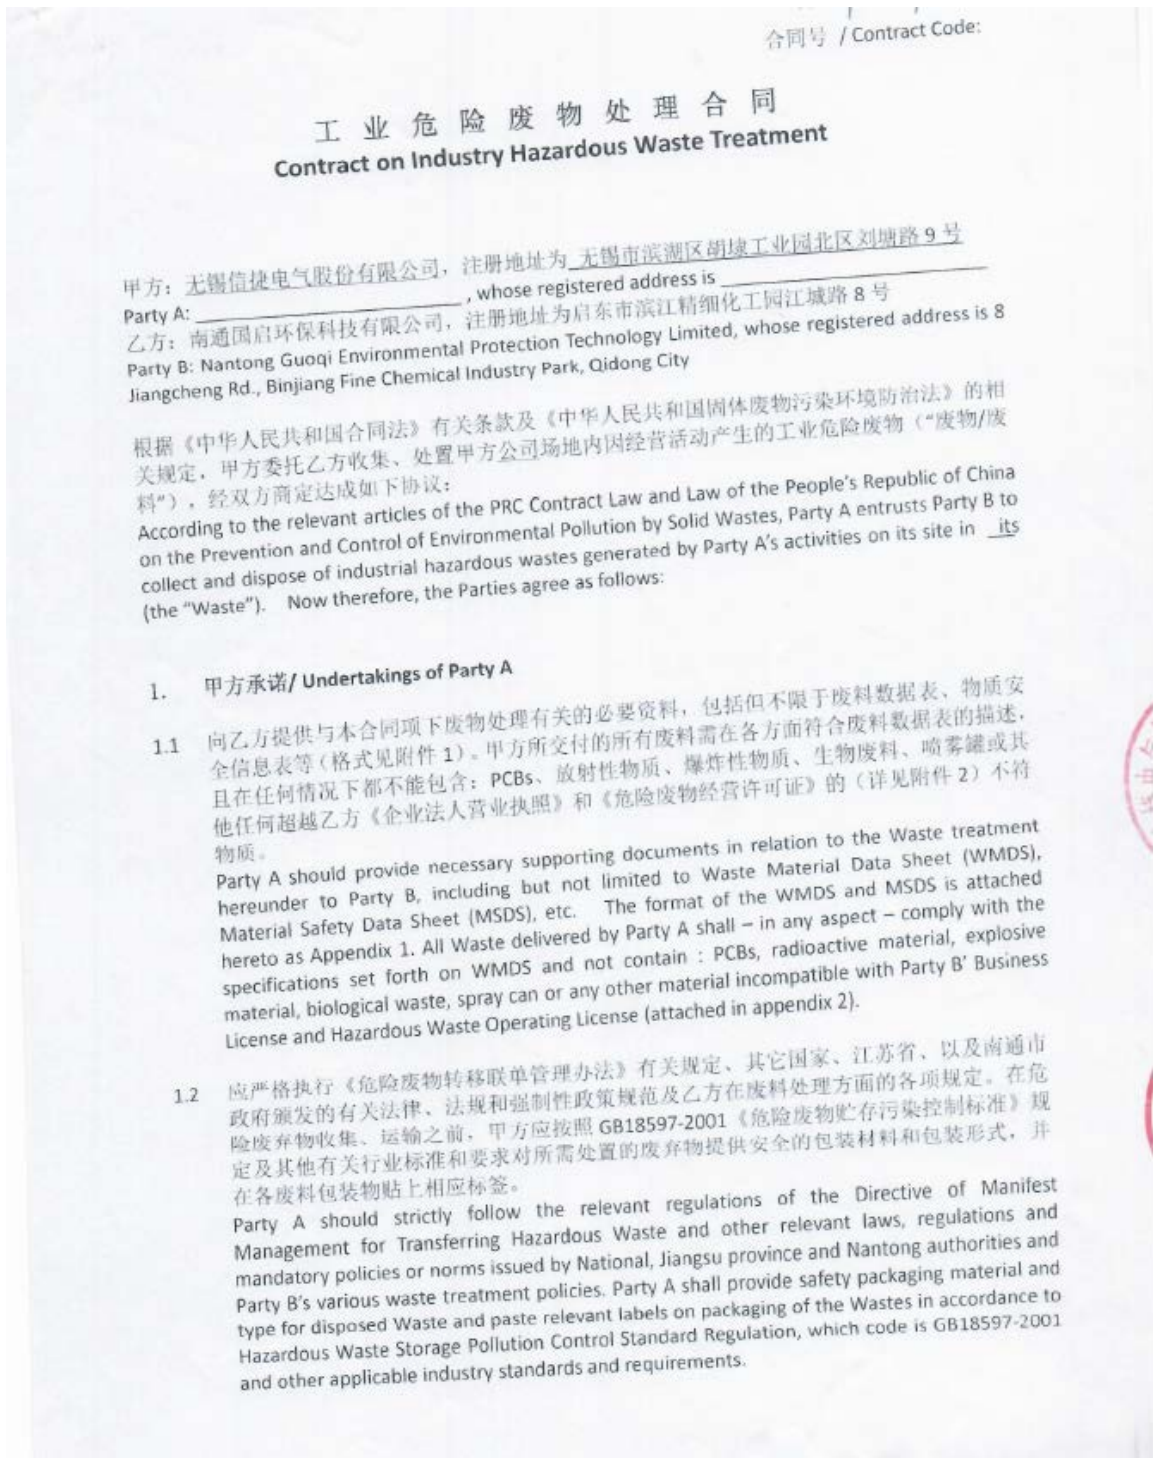 合同号 / Contract Code:
工业危险废物处理合同
Contract on Industry Hazardous Waste Treatment
甲方：无锡信捷电气股份有限公司，注册地址为 无锡市滨湖区胡埭工业园北区刘塘路 9 号
Party A: , whose registered address is
乙方：南通国启环保科技有限公司，注册地址为启东市滨江精细化工园江城路 8 号
Party B: Nantong Guoqi Environmental Protection Technology Limited, whose registered address is 8
Jiangcheng Rd., Binjiang Fine Chemical Industry Park, Qidong City
根据《中华人民共和国合同法》有关条款及《中华人民共和国固体废物污染环境防治法》的相
关规定，甲方委托乙方收集、处置甲方公司场地内因经营活动产生的工业危险废物（“废物/废
料”），经双方商定达成如下协议：
According to the relevant articles of the PRC Contract Law and Law of the People's Republic of China
on the Prevention and Control of Environmental Pollution by Solid Wastes, Party A entrusts Party B to
collect and dispose of industrial hazardous wastes generated by Party A's activities on its site in its
(the “Waste”). Now therefore, the Parties agree as follows:
1. 甲方承诺/ Undertakings of Party A
1.1 向乙方提供与本合同项下废物处理有关的必要资料，包括但不限于废料数据表、物质安
全信息表等（格式见附件 1）。甲方所交付的所有废料需在各方面符合废料数据表的描述，
且在任何情况下都不能包含：PCBs、放射性物质、爆炸性物质、生物废料、喷雾罐或其
他任何超越乙方《企业法人营业执照》和《危险废物经营许可证》的（详见附件 2）不符
物质。
Party A should provide necessary supporting documents in relation to the Waste treatment
hereunder to Party B, including but not limited to Waste Material Data Sheet (WMDS),
Material Safety Data Sheet (MSDS), etc. The format of the WMDS and MSDS is attached
hereto as Appendix 1. All Waste delivered by Party A shall – in any aspect – comply with the
specifications set forth on WMDS and not contain : PCBs, radioactive material, explosive
material, biological waste, spray can or any other material incompatible with Party B' Business
License and Hazardous Waste Operating License (attached in appendix 2).
1.2 应严格执行《危险废物转移联单管理办法》有关规定、其它国家、江苏省、以及南通市
政府颁发的有关法律、法规和强制性政策规范及乙方在废料处理方面的各项规定。在危
险废弃物收集、运输之前，甲方应按照 GB18597-2001《危险废物贮存污染控制标准》规
定及其他有关行业标准和要求对所需处置的废弃物提供安全的包装材料和包装形式，并
在各废料包装物贴上相应标签。
Party A should strictly follow the relevant regulations of the Directive of Manifest
Management for Transferring Hazardous Waste and other relevant laws, regulations and
mandatory policies or norms issued by National, Jiangsu province and Nantong authorities and
Party B's various waste treatment policies. Party A shall provide safety packaging material and
type for disposed Waste and paste relevant labels on packaging of the Wastes in accordance to
Hazardous Waste Storage Pollution Control Standard Regulation, which code is GB18597-2001
and other applicable industry standards and requirements.